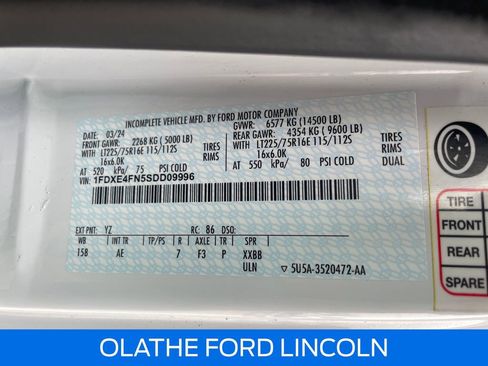 INCOMPLETE VEHICLE MFD. BY FORD MOTOR COMPANY
DATE: 03/24 GVWR: 6577 KG (14500 LB)
FRONT GAWR: 2268 KG (5000 LB) REAR GAWR: 4354 KG (9600 LB)
LT225/75R16E 115/112S TIRES LT225/75R16E 115/112S TIRES
16x6.0K RIMS 16x6.0K RIMS
AT 520 kPa/ 75 PSI COLD AT 550 kPa/ 80 PSI COLD DUAL
VIN: 1FDXE4FN5SDD09996
EXT PNT: YZ RC: 86 DSO:
WB INT TR TP/PS R AXLE TR SPR
158 AE 7 F3 P XXBB
ULN ▽ 5U5A-3520472-AA
TIRE
FRONT
REAR
SPARE
OLATHE FORD LINCOLN